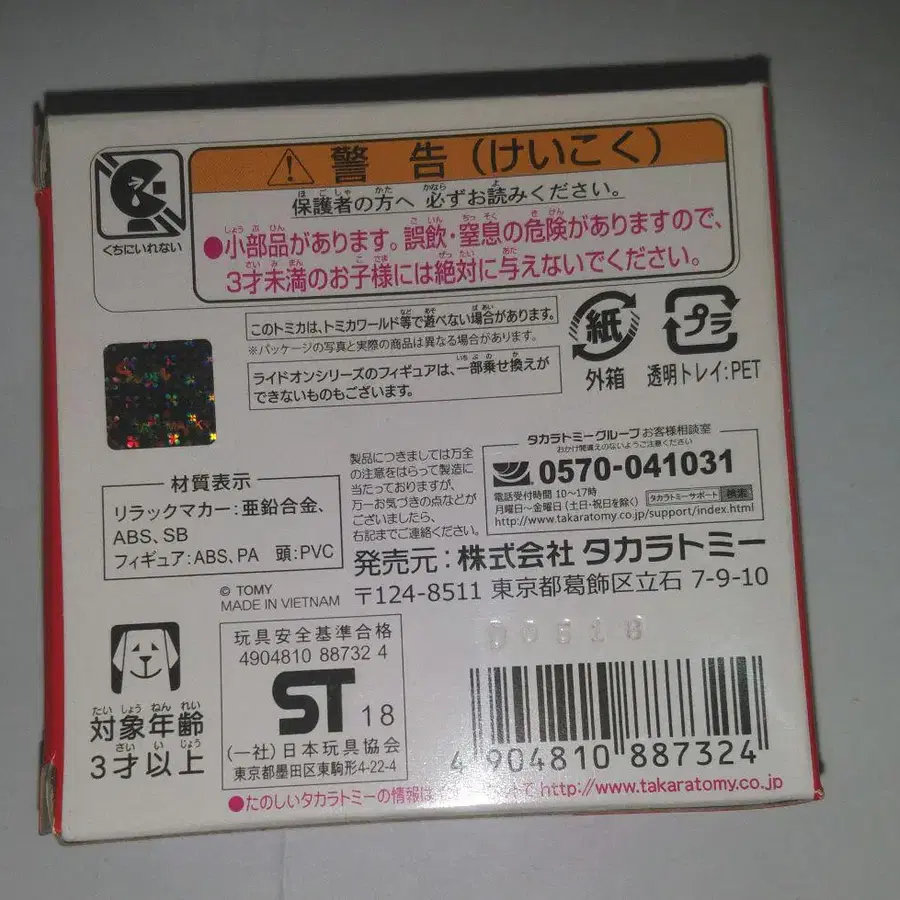 警 告 (けいこく)
保護者の方へ 必ずお読みください。
●小部品があります。誤飲・窒息の危険がありますので、
3才未満のお子様には絶対に与えないでください。
くちにいれない
このトミカは、トミカワールド等で遊べない場合があります。
※パッケージの写真と実際の商品は異なる場合があります。
ライドオンシリーズのフィギュアは、一部乗せ換えが
できないものもございます。
紙
外箱
プラ
透明トレイ:PET
材質表示
リラックマカー:亜鉛合金、
ABS、SB
フィギュア:ABS、PA 頭:PVC
製品につきましては万全
の注意をはらって製造に
当たっておりますが、
万一お気づきの点などが
ございましたら、
右記までご連絡ください。
タカラトミーグループ お客様相談室
おかけ間違えのないようご注意ください
0570-041031
電話受付時間 10〜17時
月曜日〜金曜日(土・日・祝日を除く)
タカラトミーサポート 検索
http://www.takaratomy.co.jp/support/index.html
発売元:株式会社 タカラトミー
〒124-8511 東京都葛飾区立石 7-9-10
© TOMY
MADE IN VIETNAM
対象年齢
3才以上
玩具安全基準合格
4904810 88732 4
ST 18
(一社)日本玩具協会
東京都墨田区東駒形4-22-4
4 904810 887324
●たのしいタカラトミーの情報は http://www.takaratomy.co.jp